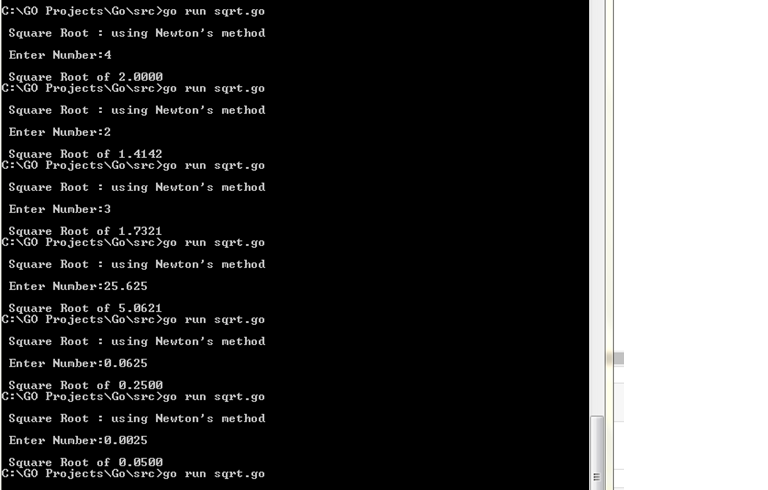 C:\GO Projects\Go\src>go run sqrt.go
Square Root : using Newton's method
Enter Number:4
Square Root of 2.0000
C:\GO Projects\Go\src>go run sqrt.go
Square Root : using Newton's method
Enter Number:2
Square Root of 1.4142
C:\GO Projects\Go\src>go run sqrt.go
Square Root : using Newton's method
Enter Number:3
Square Root of 1.7321
C:\GO Projects\Go\src>go run sqrt.go
Square Root : using Newton's method
Enter Number:25.625
Square Root of 5.0621
C:\GO Projects\Go\src>go run sqrt.go
Square Root : using Newton's method
Enter Number:0.0625
Square Root of 0.2500
C:\GO Projects\Go\src>go run sqrt.go
Square Root : using Newton's method
Enter Number:0.0025
Square Root of 0.0500
C:\GO Projects\Go\src>go run sqrt.go